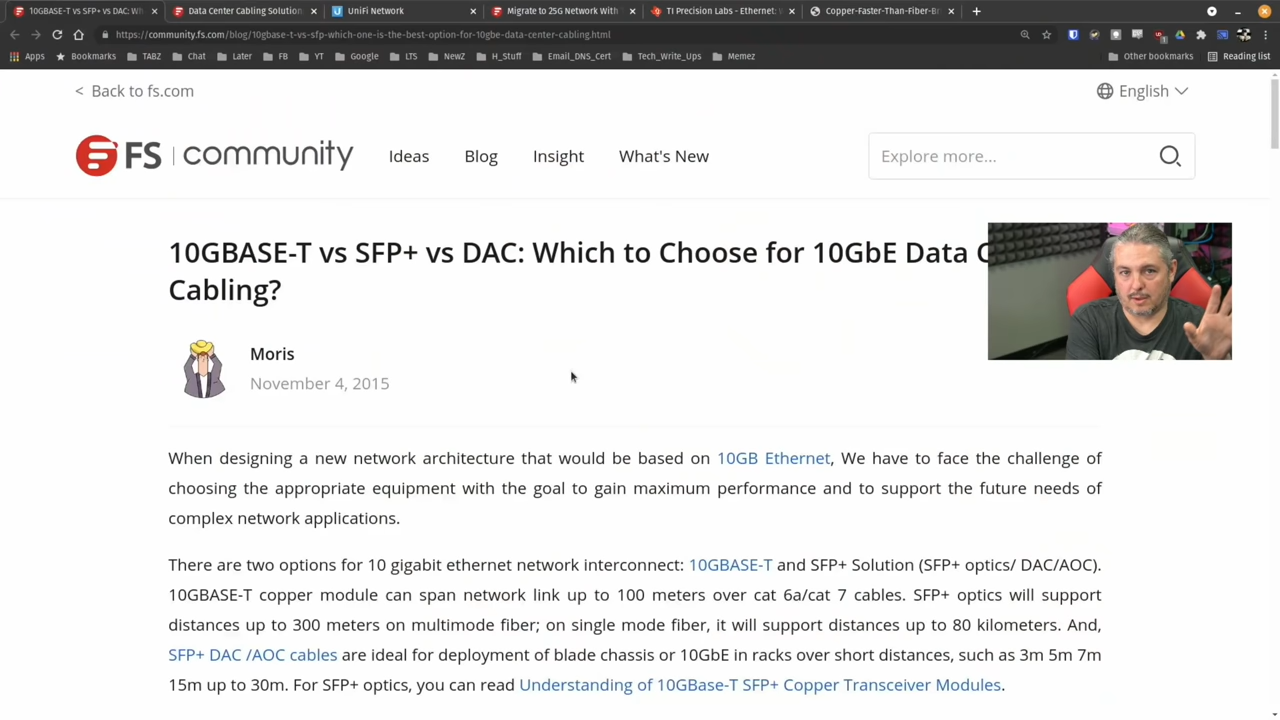 10GBASE-T vs SFP+ vs DAC: Wh
Data Center Cabling Solution
UniFi Network
Migrate to 25G Network With
TI Precision Labs - Ethernet:
Copper-Faster-Than-Fiber-Br
https://community.fs.com/blog/10gbase-t-vs-sfp-which-one-is-the-best-option-for-10gbe-data-center-cabling.html
Apps Bookmarks TABZ Chat Later FB YT Google LTS NewZ H_Stuff Email_DNS_Cert Tech_Write_Ups Memez Other bookmarks Reading list
< Back to fs.com
English
FS community Ideas Blog Insight What's New Explore more...
10GBASE-T vs SFP+ vs DAC: Which to Choose for 10GbE Data C
Cabling?
Moris
November 4, 2015
When designing a new network architecture that would be based on 10GB Ethernet, We have to face the challenge of
choosing the appropriate equipment with the goal to gain maximum performance and to support the future needs of
complex network applications.
There are two options for 10 gigabit ethernet network interconnect: 10GBASE-T and SFP+ Solution (SFP+ optics/ DAC/AOC).
10GBASE-T copper module can span network link up to 100 meters over cat 6a/cat 7 cables. SFP+ optics will support
distances up to 300 meters on multimode fiber; on single mode fiber, it will support distances up to 80 kilometers. And,
SFP+ DAC /AOC cables are ideal for deployment of blade chassis or 10GbE in racks over short distances, such as 3m 5m 7m
15m up to 30m. For SFP+ optics, you can read Understanding of 10GBase-T SFP+ Copper Transceiver Modules.